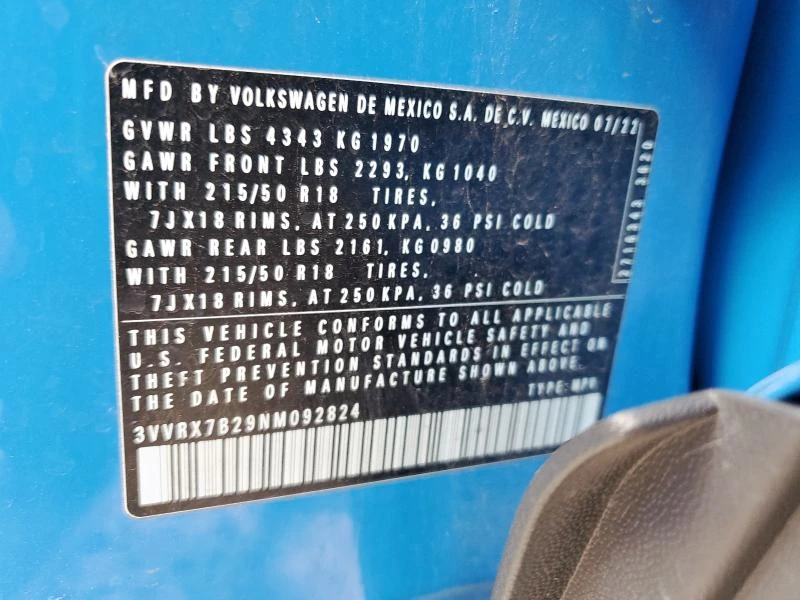 MFD BY VOLKSWAGEN DE MEXICO S.A. DE C.V. MEXICO 07/22
GVWR LBS 4343 KG 1970
GAWR FRONT LBS 2293, KG 1040
WITH 215/50 R18 TIRES,
7JX18 RIMS, AT 250 KPA, 36 PSI COLD
GAWR REAR LBS 2161, KG 0980
WITH 215/50 R18 TIRES,
7JX18 RIMS, AT 250 KPA, 36 PSI COLD
THIS VEHICLE CONFORMS TO ALL APPLICABLE
U.S. FEDERAL MOTOR VEHICLE SAFETY AND
THEFT PREVENTION STANDARDS IN EFFECT ON
THE DATE OF MANUFACTURE SHOWN ABOVE.
TYPE: MPV
3VVRX7B29NM092824